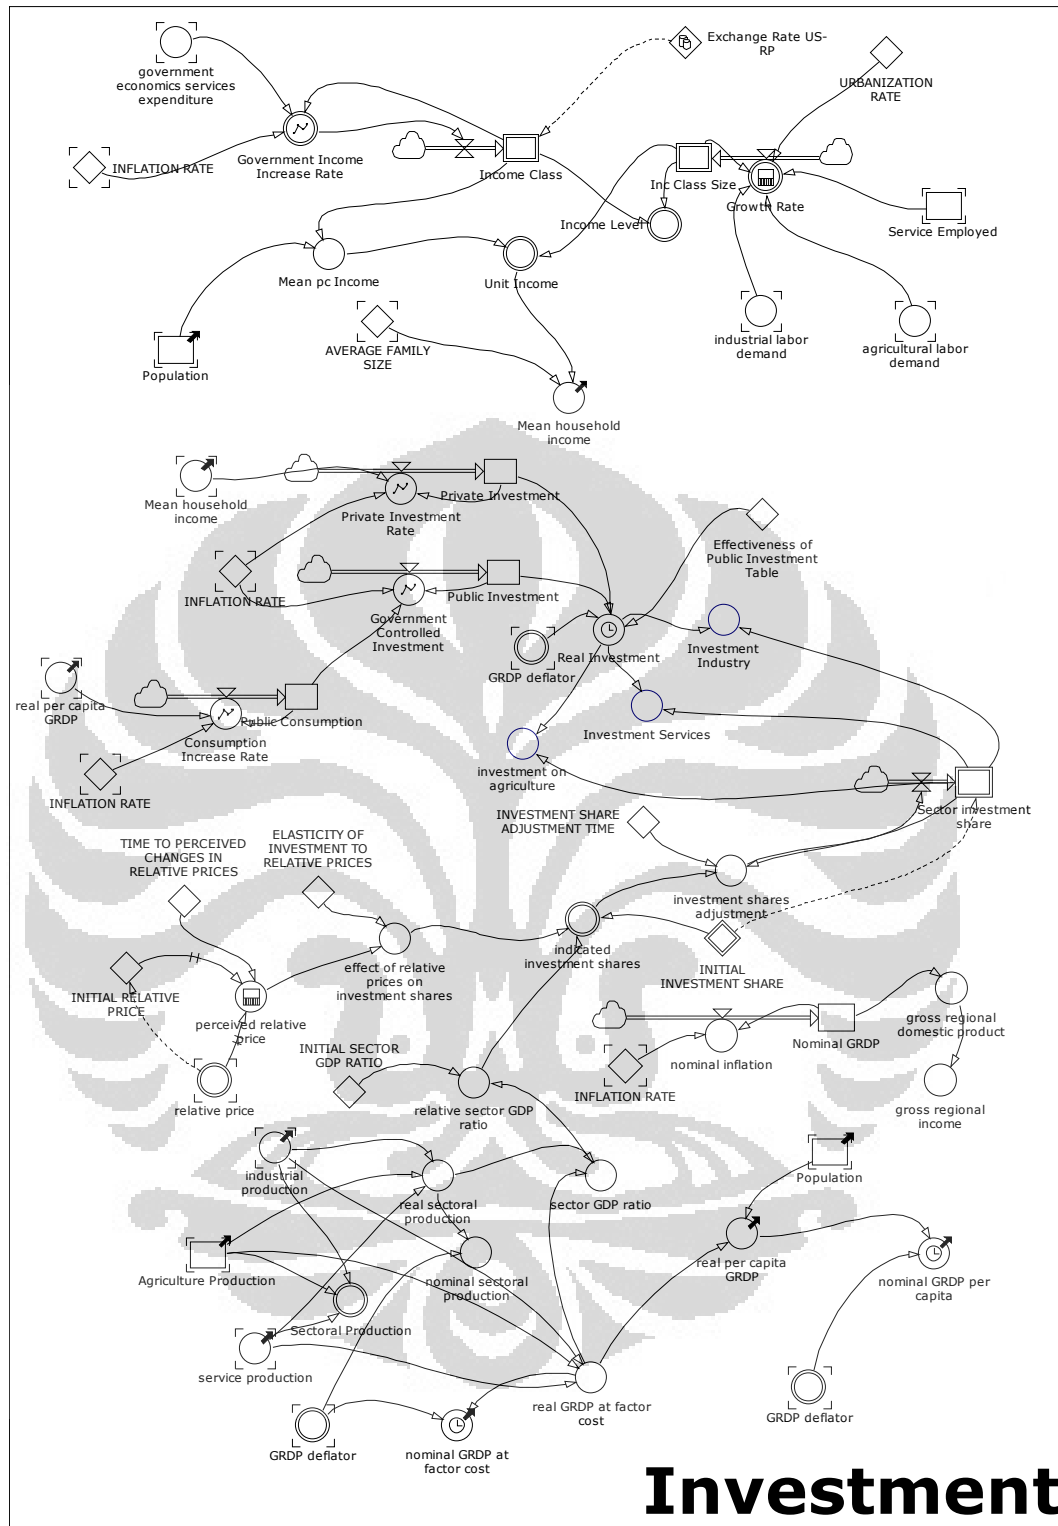 Exchange Rate US-
RP
government
economics services
expenditure
URBANIZATION
RATE
INFLATION RATE
Government Income
Increase Rate
Income Class
Inc Class Size
Growth Rate
Income Level
Service Employed
Mean pc Income
Unit Income
AVERAGE FAMILY
SIZE
industrial labor
demand
agricultural labor
demand
Population
Mean household
income
Mean household
income
Private Investment
Private Investment
Rate
Effectiveness of
Public Investment
Table
INFLATION RATE
Public Investment
Government
Controlled
Investment
Real Investment
Investment
Industry
GRDP deflator
real per capita
GRDP
Public Consumption
Consumption
Increase Rate
Investment Services
investment on
agriculture
INFLATION RATE
INVESTMENT SHARE
ADJUSTMENT TIME
Sector investment
share
TIME TO PERCEIVED
CHANGES IN
RELATIVE PRICES
ELASTICITY OF
INVESTMENT TO
RELATIVE PRICES
investment shares
adjustment
indicated
investment shares
effect of relative
prices on
investment shares
INITIAL
INVESTMENT SHARE
INITIAL RELATIVE
PRICE
perceived relative
price
gross regional
domestic product
Nominal GRDP
nominal inflation
INITIAL SECTOR
GDP RATIO
INFLATION RATE
relative price
relative sector GDP
ratio
gross regional
income
industrial
production
real sectoral
production
sector GDP ratio
Population
Agriculture Production
nominal sectoral
production
real per capita
GRDP
nominal GRDP per
capita
Sectoral Production
service production
real GRDP at factor
cost
GRDP deflator
GRDP deflator
nominal GRDP at
factor cost
Investment